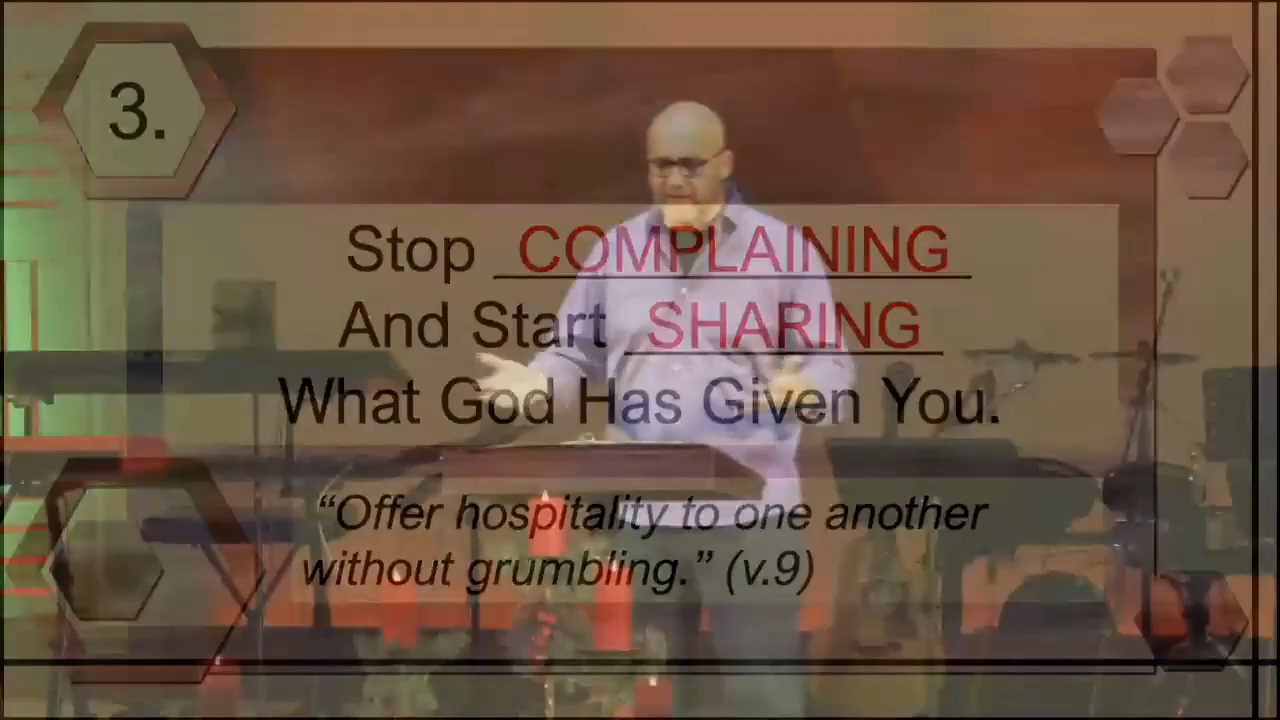 3.
Stop COMPLAINING
And Start SHARING
What God Has Given You.
“Offer hospitality to one another
without grumbling.” (v.9)